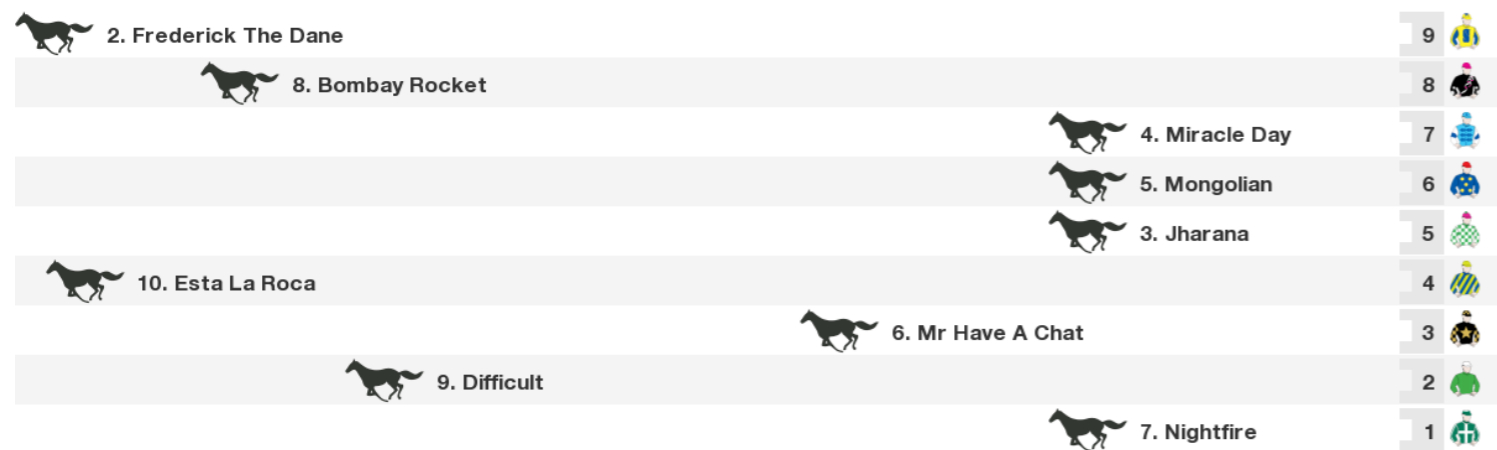 2. Frederick The Dane 9
8. Bombay Rocket 8
4. Miracle Day 7
5. Mongolian 6
3. Jharana 5
10. Esta La Roca 4
6. Mr Have A Chat 3
9. Difficult 2
7. Nightfire 1